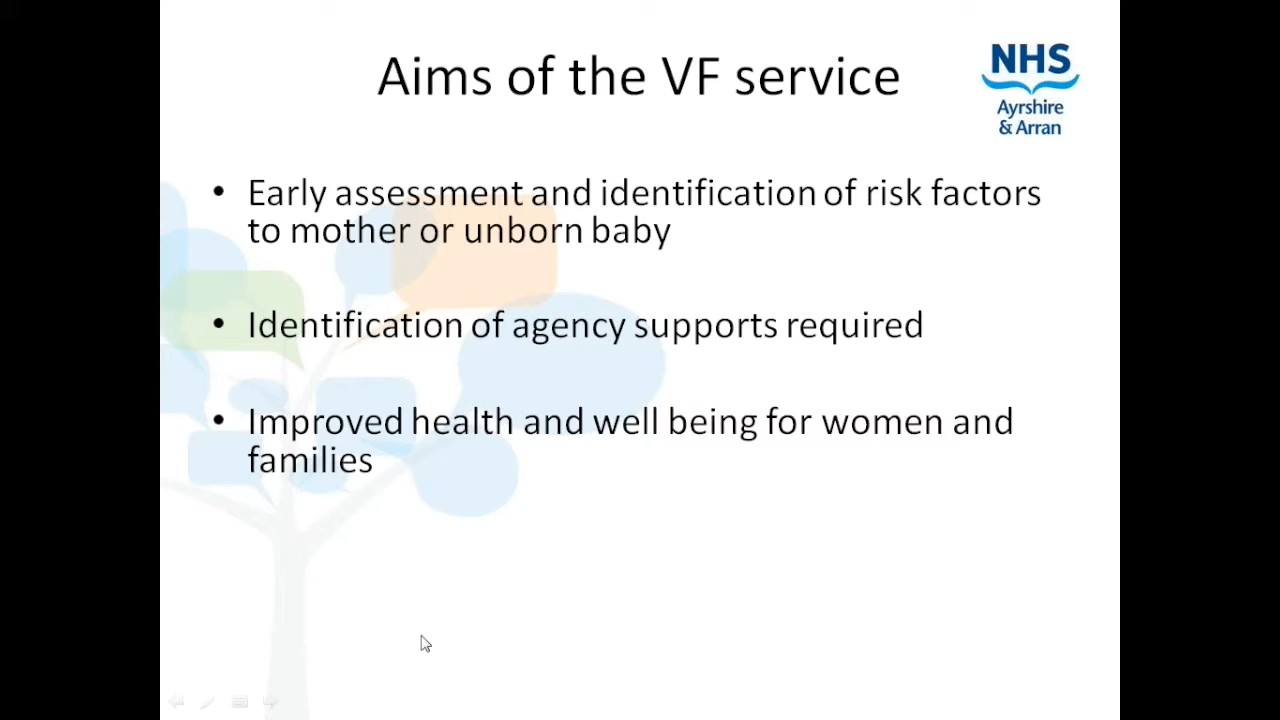 Aims of the VF service
NHS
Ayrshire
& Arran
• Early assessment and identification of risk factors
to mother or unborn baby
• Identification of agency supports required
• Improved health and well being for women and
families